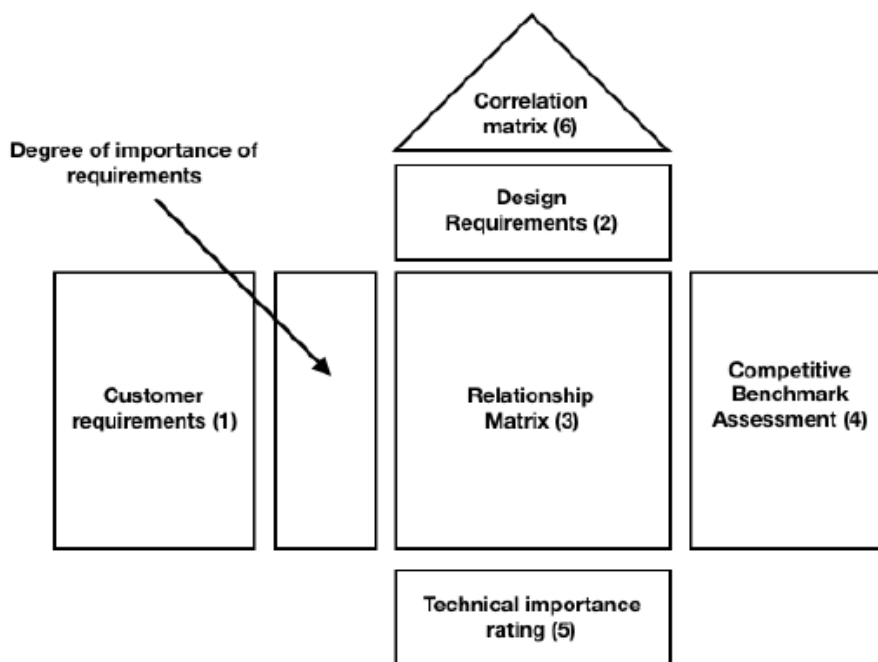 Correlation
matrix (6)
Degree of importance of
requirements
Design
Requirements (2)
Customer
requirements (1)
Relationship
Matrix (3)
Competitive
Benchmark
Assessment (4)
Technical importance
rating (5)